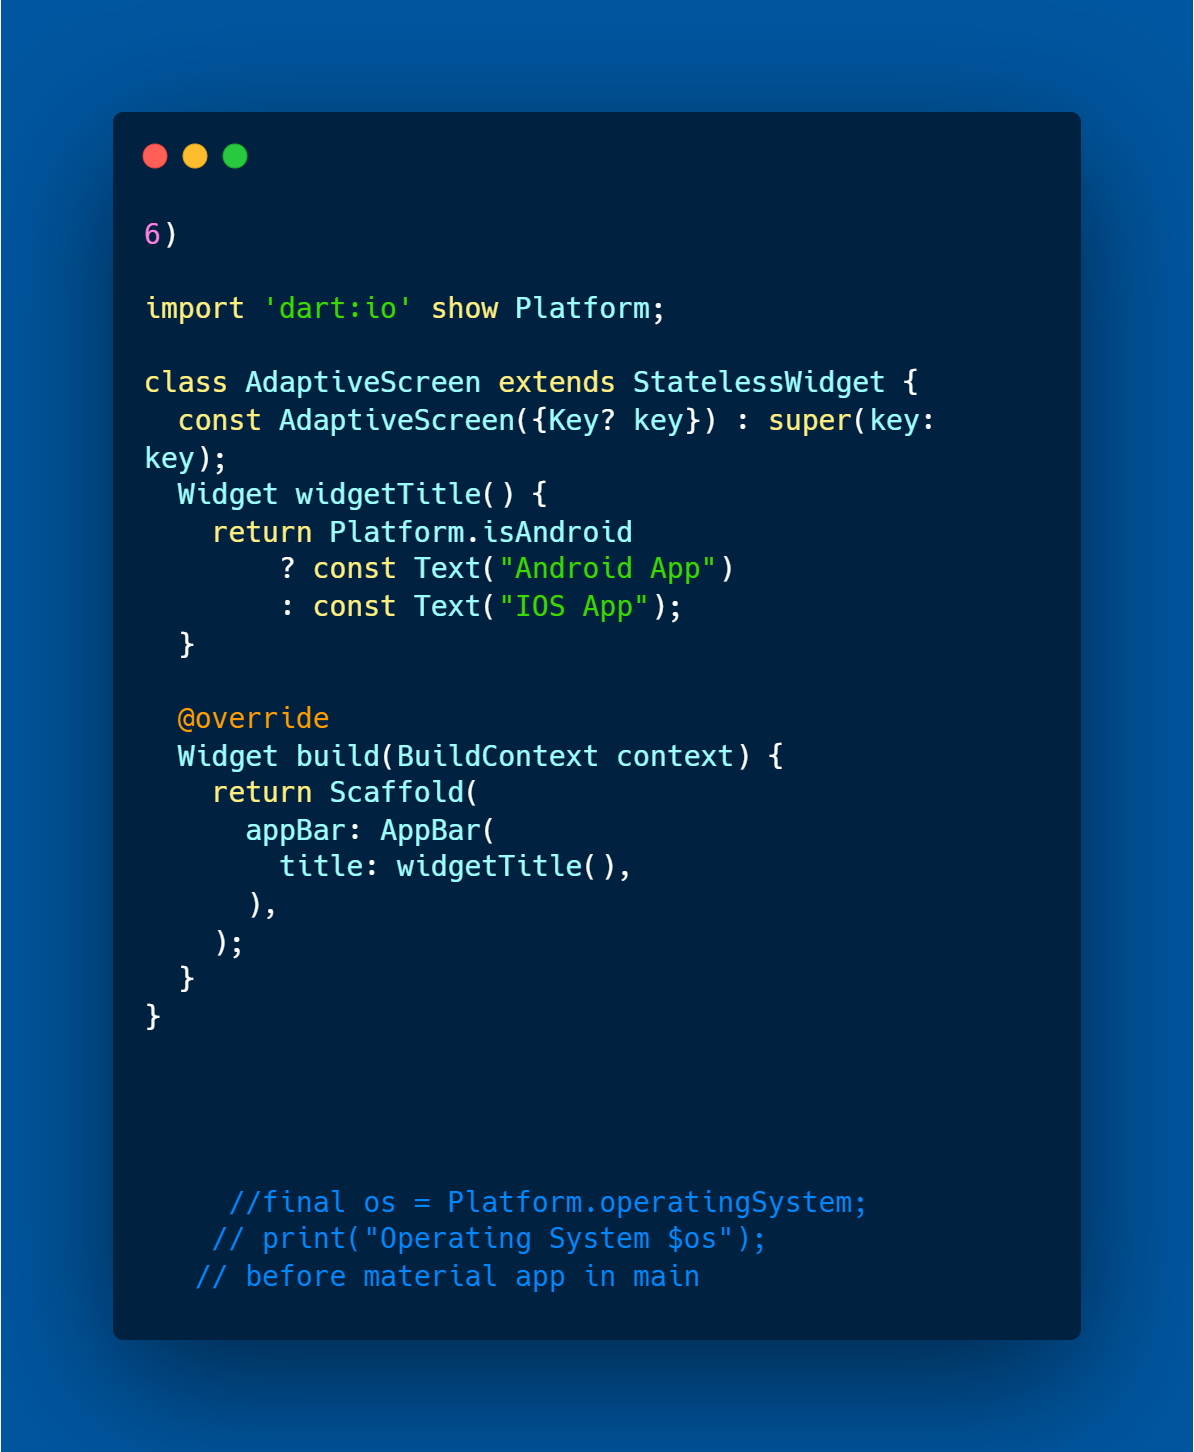 6)

import 'dart:io' show Platform;

class AdaptiveScreen extends StatelessWidget {
  const AdaptiveScreen({Key? key}) : super(key:
key);
  Widget widgetTitle() {
    return Platform.isAndroid
        ? const Text("Android App")
        : const Text("IOS App");
  }

  @override
  Widget build(BuildContext context) {
    return Scaffold(
      appBar: AppBar(
        title: widgetTitle(),
      ),
    );
  }
}

     //final os = Platform.operatingSystem;
    // print("Operating System $os");
   // before material app in main